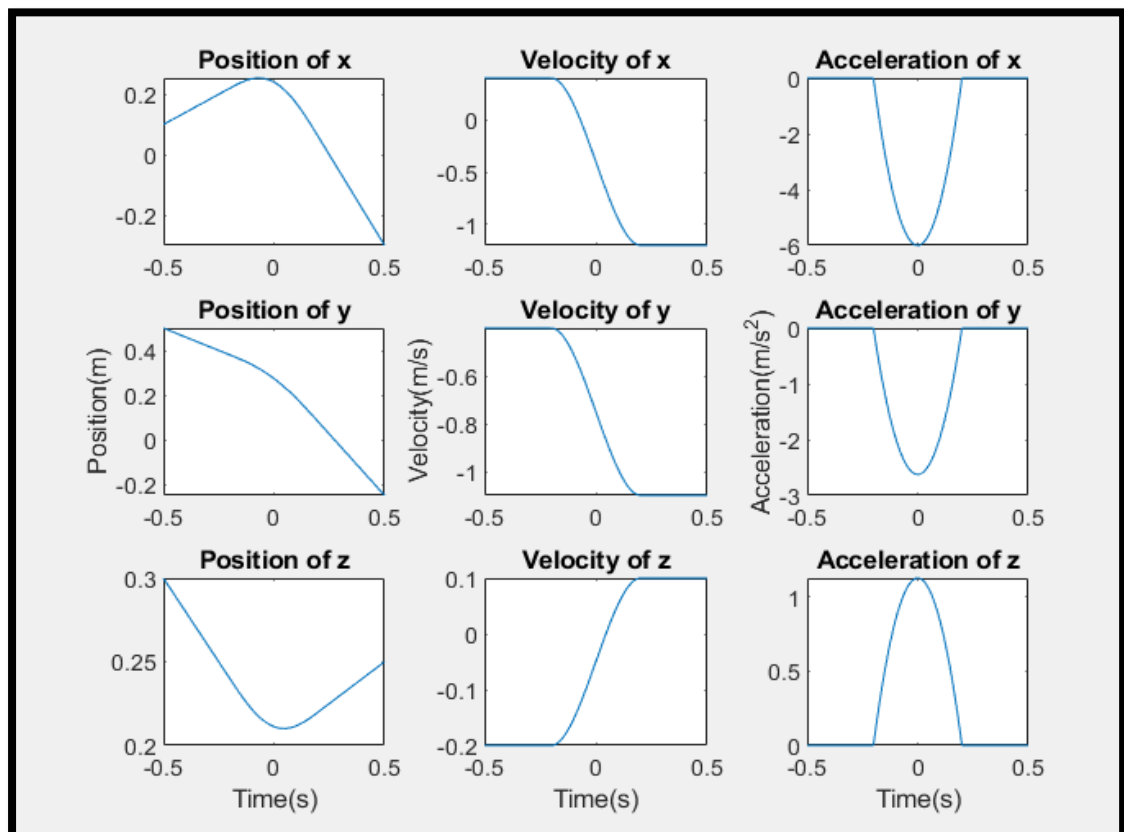 Position of x
0.2
0
-0.2
-0.5 0 0.5
Velocity of x
0
-0.5
-1
-0.5 0 0.5
Acceleration of x
0
-2
-4
-6
-0.5 0 0.5
Position of y
Position(m)
0.4
0.2
0
-0.2
-0.5 0 0.5
Velocity of y
Velocity(m/s)
-0.6
-0.8
-1
-0.5 0 0.5
Acceleration of y
Acceleration(m/s²)
0
-1
-2
-3
-0.5 0 0.5
Position of z
0.3
0.25
0.2
-0.5 0 0.5
Time(s)
Velocity of z
0.1
0
-0.1
-0.2
-0.5 0 0.5
Time(s)
Acceleration of z
1
0.5
0
-0.5 0 0.5
Time(s)